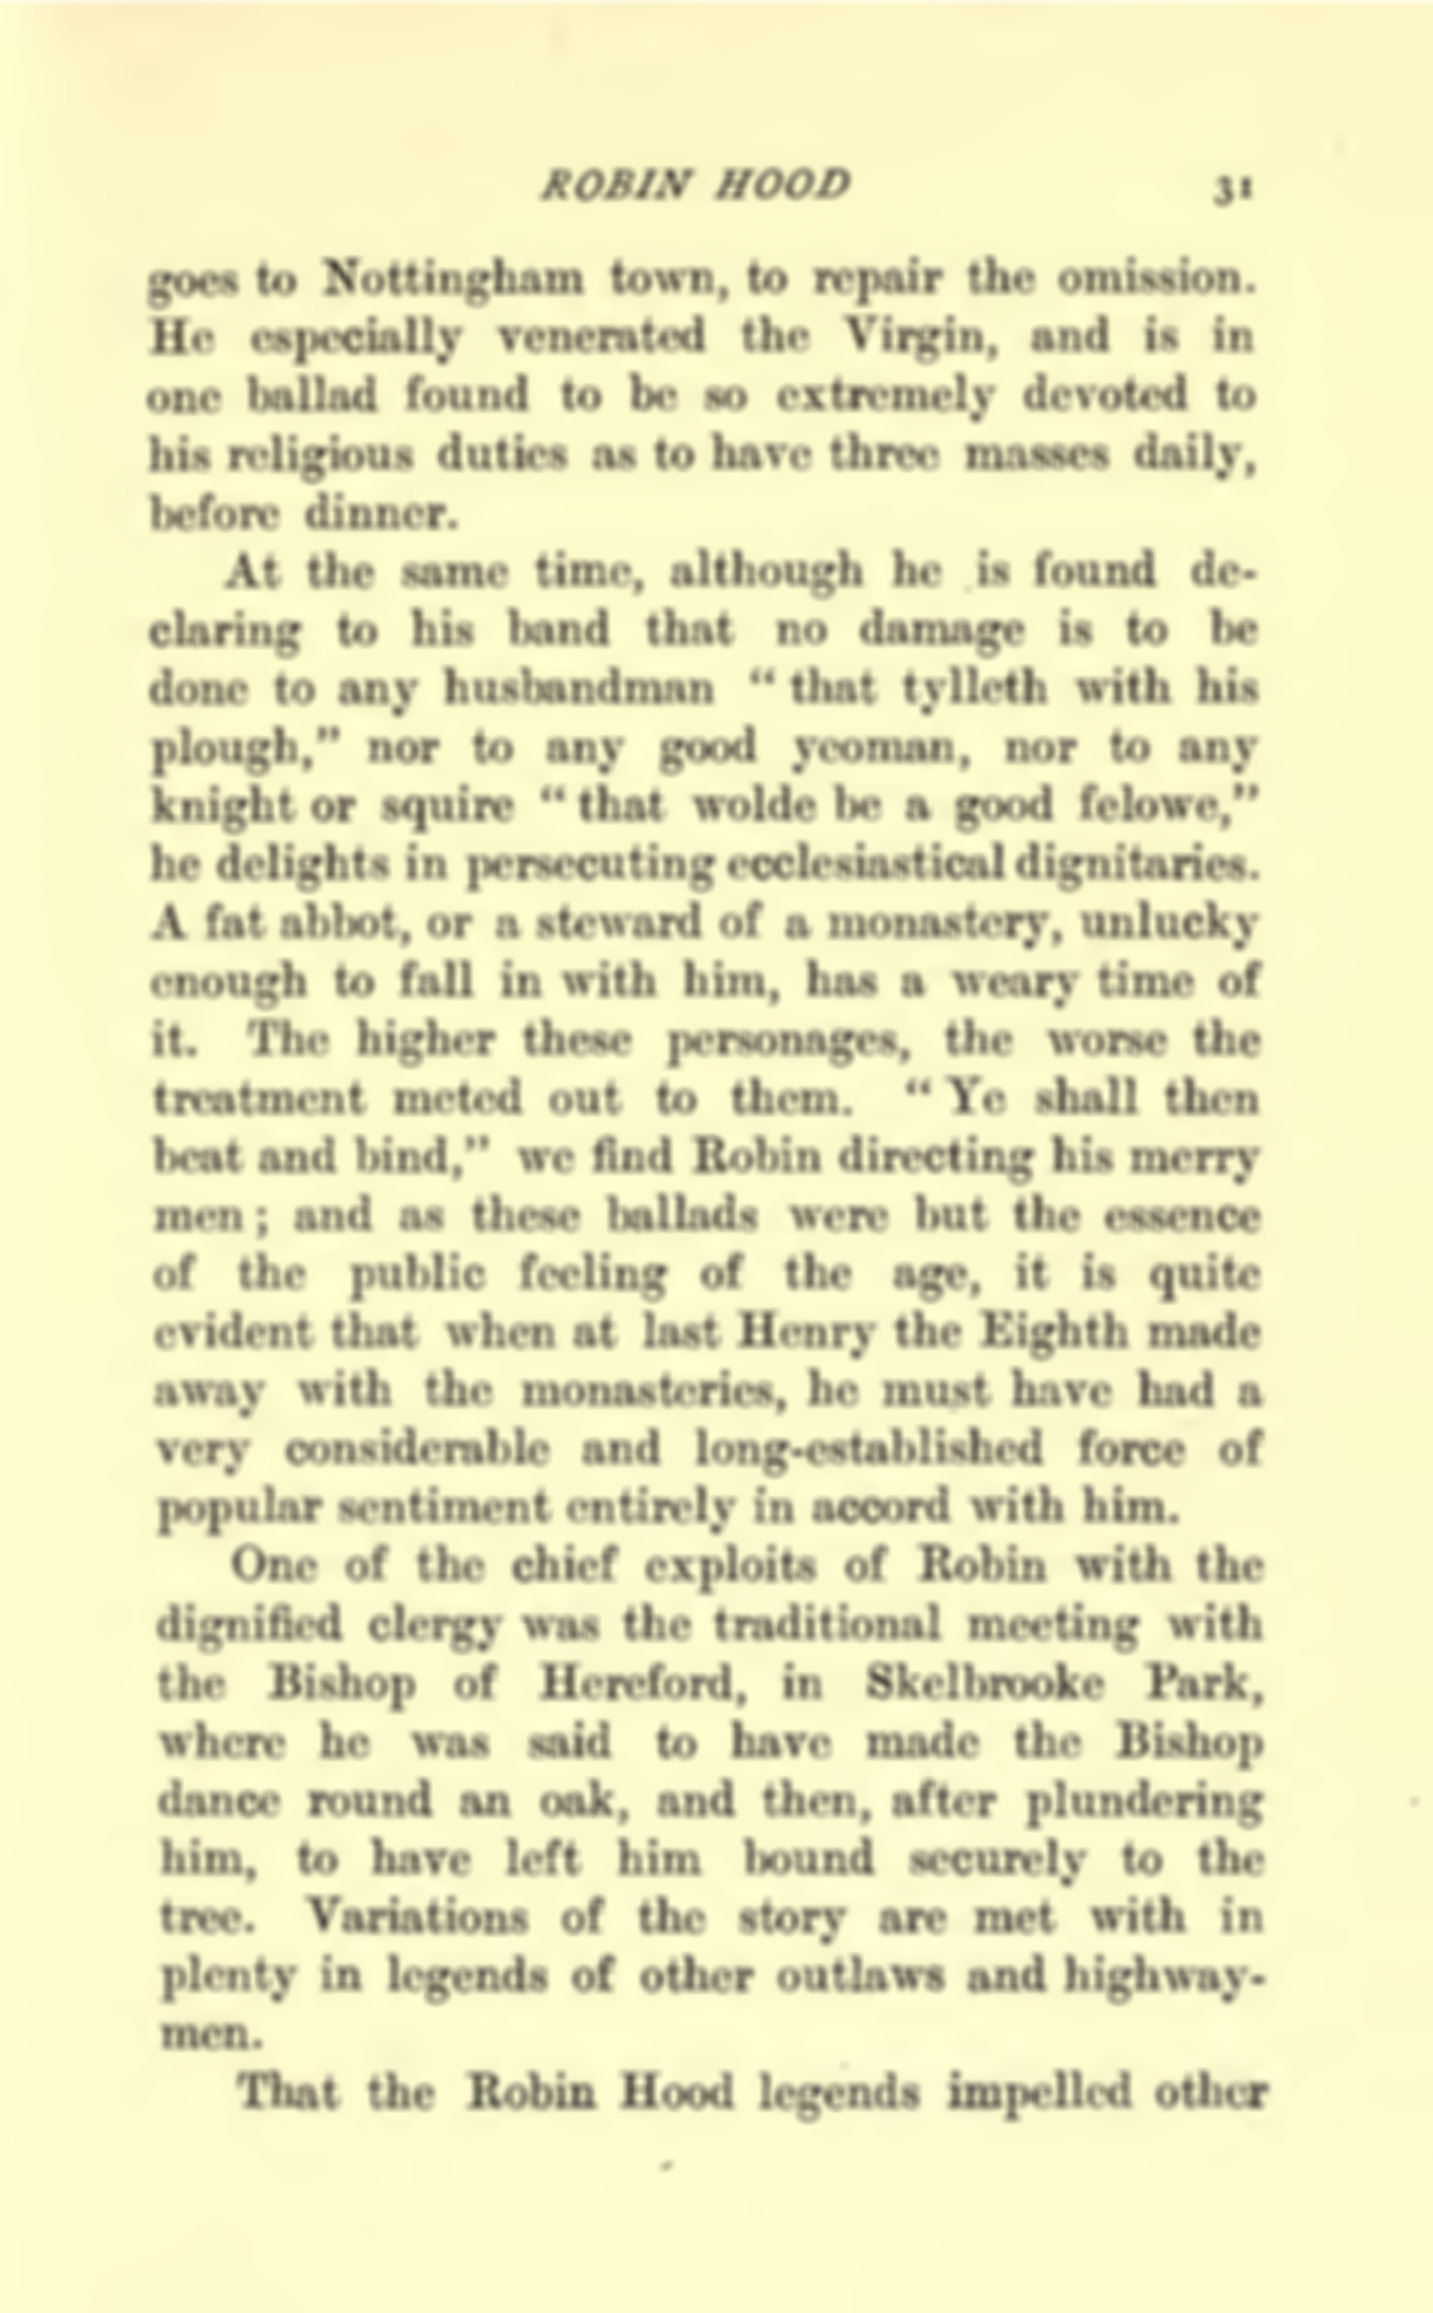 ROBIN HOOD 31
goes to Nottingham town, to repair the omission.
He especially venerated the Virgin, and is in
one ballad found to be so extremely devoted to
his religious duties as to have three masses daily,
before dinner.
At the same time, although he is found de-
claring to his band that no damage is to be
done to any husbandman " that tylleth with his
plough," nor to any good yeoman, nor to any
knight or squire " that wolde be a good felowe,"
he delights in persecuting ecclesiastical dignitaries.
A fat abbot, or a steward of a monastery, unlucky
enough to fall in with him, has a weary time of
it. The higher these personages, the worse the
treatment meted out to them. " Ye shall then
beat and bind," we find Robin directing his merry
men ; and as these ballads were but the essence
of the public feeling of the age, it is quite
evident that when at last Henry the Eighth made
away with the monasteries, he must have had a
very considerable and long-established force of
popular sentiment entirely in accord with him.
One of the chief exploits of Robin with the
dignified clergy was the traditional meeting with
the Bishop of Hereford, in Skelbrooke Park,
where he was said to have made the Bishop
dance round an oak, and then, after plundering
him, to have left him bound securely to the
tree. Variations of the story are met with in
plenty in legends of other outlaws and highway-
men.
That the Robin Hood legends impelled other